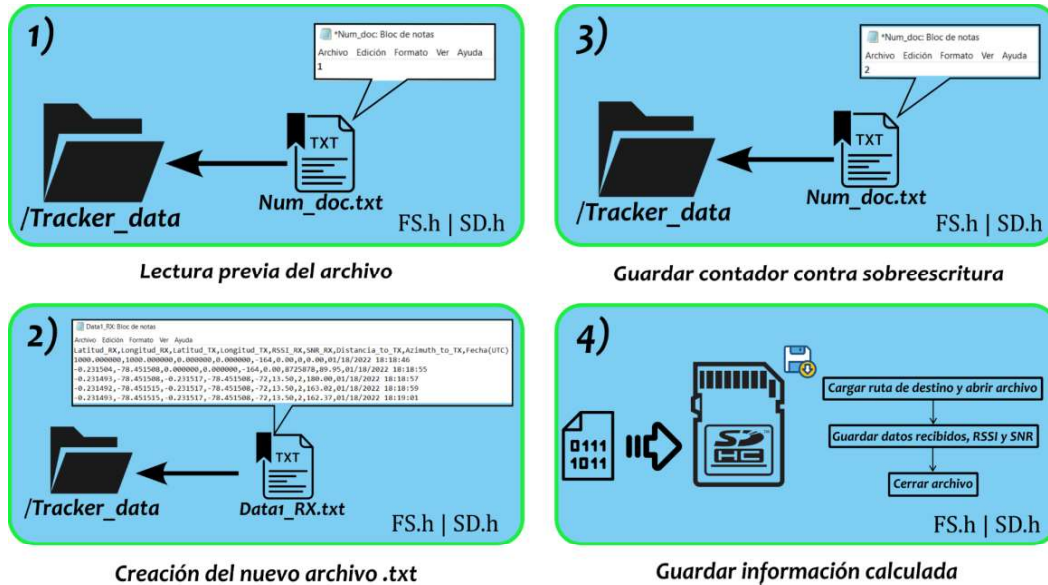 1)
*Num_doc: Bloc de notas
Archivo Edición Formato Ver Ayuda
1
TXT
/Tracker_data
Num_doc.txt
FS.h | SD.h
Lectura previa del archivo
3)
*Num_doc: Bloc de notas
Archivo Edición Formato Ver Ayuda
2
TXT
/Tracker_data
Num_doc.txt
FS.h | SD.h
Guardar contador contra sobreescritura
2)
Data1_RX: Bloc de notas
Archivo Edición Formato Ver Ayuda
Latitud_RX,Longitud_RX,Latitud_TX,Longitud_TX,RSSI_RX,SNR_RX,Distancia_to_TX,Azimuth_to_TX,Fecha(UTC)
1000.000000,1000.000000,0.000000,0.000000,-164,0.00,0,0.00,01/18/2022 18:18:46
-0.231504,-78.451508,0.000000,0.000000,-164,0.00,8725878,89.95,01/18/2022 18:18:55
-0.231493,-78.451508,-0.231517,-78.451508,-72,13.50,2,180.00,01/18/2022 18:18:57
-0.231492,-78.451515,-0.231517,-78.451508,-72,13.50,2,163.02,01/18/2022 18:18:59
-0.231493,-78.451515,-0.231517,-78.451508,-72,13.50,2,162.37,01/18/2022 18:19:01
TXT
/Tracker_data
Data1_RX.txt
FS.h | SD.h
Creación del nuevo archivo .txt
4)
0111
1011
SD
HC
Cargar ruta de destino y abrir archivo
Guardar datos recibidos, RSSI y SNR
Cerrar archivo
FS.h | SD.h
Guardar información calculada